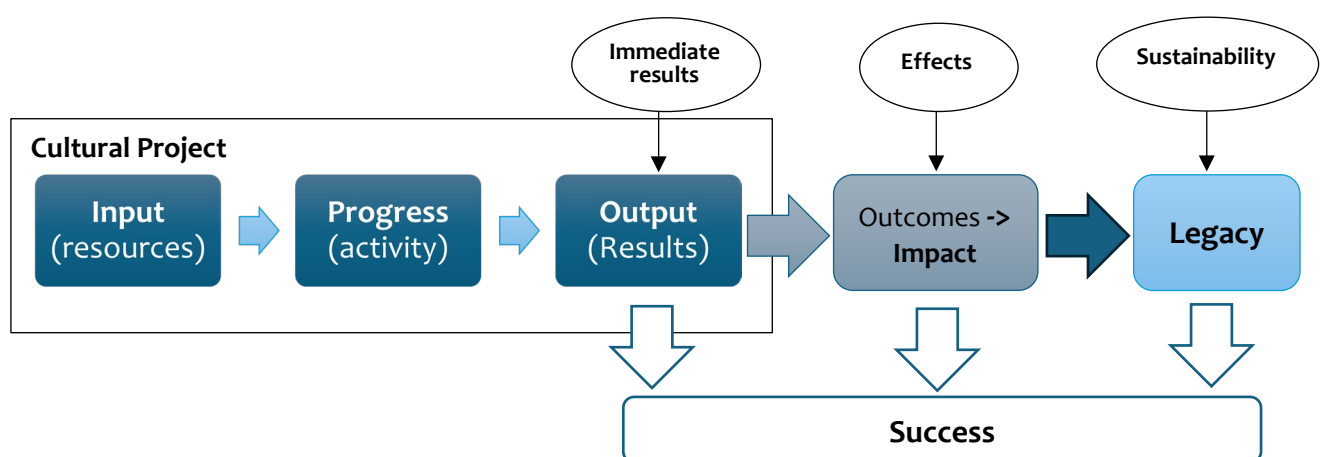 Immediate
results
Effects
Sustainability
Cultural Project
Input
(resources)
Progress
(activity)
Output
(Results)
Outcomes ->
Impact
Legacy
Success